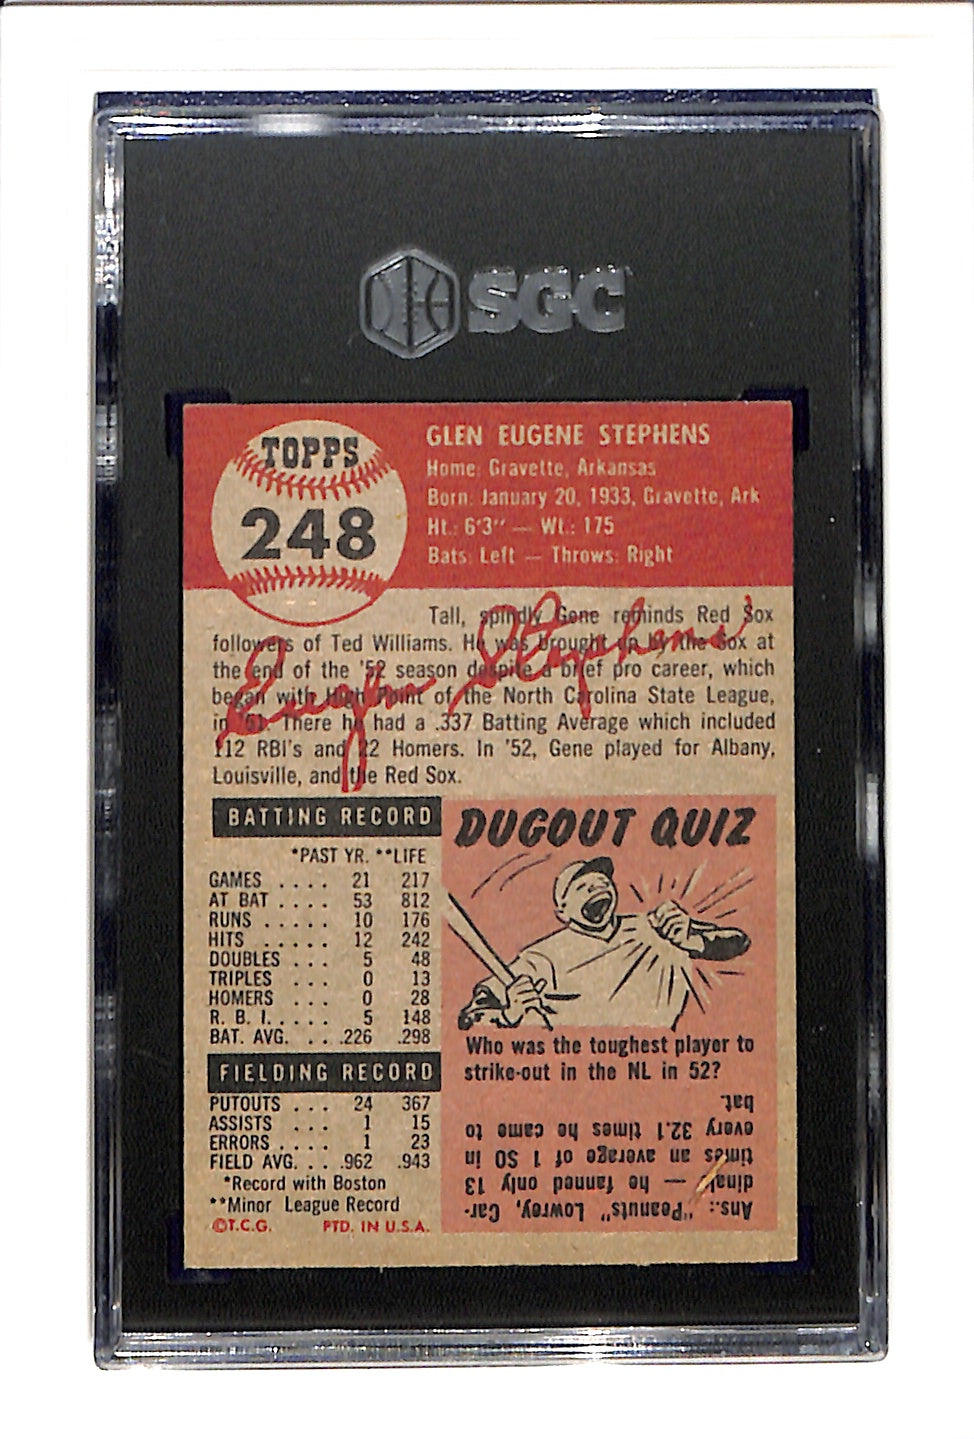 SGC
TOPPS
248
GLEN EUGENE STEPHENS
Home: Gravette, Arkansas
Born: January 20, 1933, Gravette, Ark
Ht.: 6'3" — Wt.: 175
Bats: Left — Throws: Right
Tall, spindly Gene reminds Red Sox
followers of Ted Williams. He was brought up by the Sox at
the end of the '52 season despite a brief pro career, which
began with High Point of the North Carolina State League,
in '51. There he had a .337 Batting Average which included
112 RBI's and 22 Homers. In '52, Gene played for Albany,
Louisville, and the Red Sox.
Eugene Stephens
BATTING RECORD
*PAST YR. **LIFE
GAMES .... 21 217
AT BAT .... 53 812
RUNS ..... 10 176
HITS ..... 12 242
DOUBLES ... 5 48
TRIPLES ... 0 13
HOMERS ... 0 28
R. B. I. .... 5 148
BAT. AVG. ... .226 .298
FIELDING RECORD
PUTOUTS ... 24 367
ASSISTS ... 1 15
ERRORS .... 1 23
FIELD AVG. ... .962 .943
*Record with Boston
**Minor League Record
©T.C.G. PTD. IN U.S.A.
DUGOUT QUIZ
Who was the toughest player to
strike-out in the NL in 52?
Ans.: "Peanuts" Lowrey, Car-
dinal — he fanned only 13
times an average of 1 SO in
every 32.1 times he came to
bat.